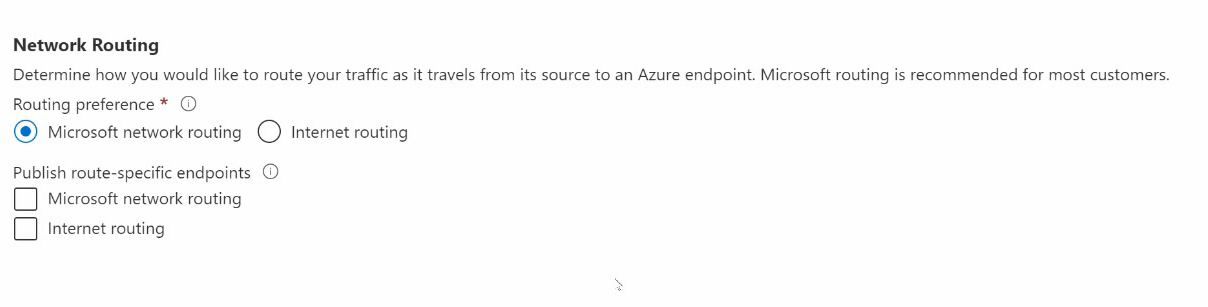 Network Routing
Determine how you would like to route your traffic as it travels from its source to an Azure endpoint. Microsoft routing is recommended for most customers.
Routing preference *
Microsoft network routing Internet routing
Publish route-specific endpoints
Microsoft network routing
Internet routing